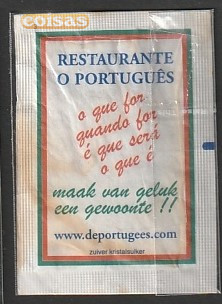 coisas
RESTAURANTE
O PORTUGUÊS
o que for
quando for
é que será
o que é
maak van geluk
een gewoonte !!
www.deportugees.com
zuiver kristalsuiker